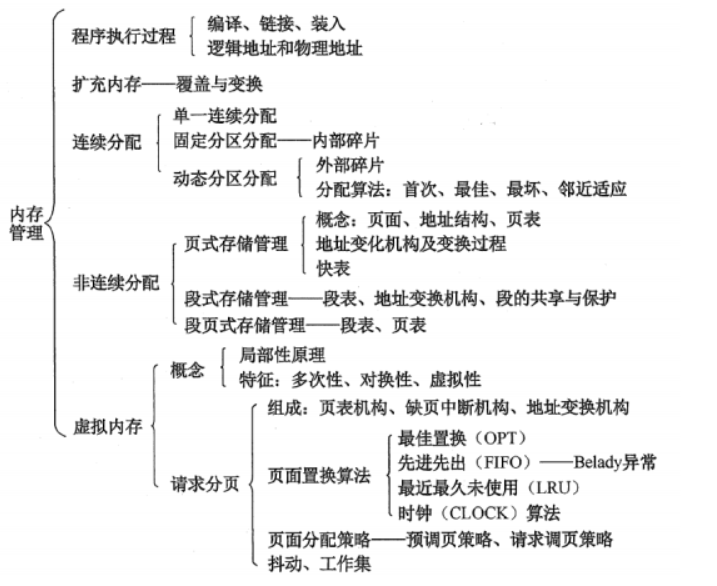 程序执行过程
编译、链接、装入
逻辑地址和物理地址
扩充内存——覆盖与变换
连续分配
单一连续分配
固定分区分配——内部碎片
动态分区分配
外部碎片
分配算法：首次、最佳、最坏、邻近适应
内存
管理
非连续分配
页式存储管理
概念：页面、地址结构、页表
地址变化机构及变换过程
快表
段式存储管理——段表、地址变换机构、段的共享与保护
段页式存储管理——段表、页表
虚拟内存
概念
局部性原理
特征：多次性、对换性、虚拟性
请求分页
组成：页表机构、缺页中断机构、地址变换机构
页面置换算法
最佳置换（OPT）
先进先出（FIFO）——Belady异常
最近最久未使用（LRU）
时钟（CLOCK）算法
页面分配策略——预调页策略、请求调页策略
抖动、工作集